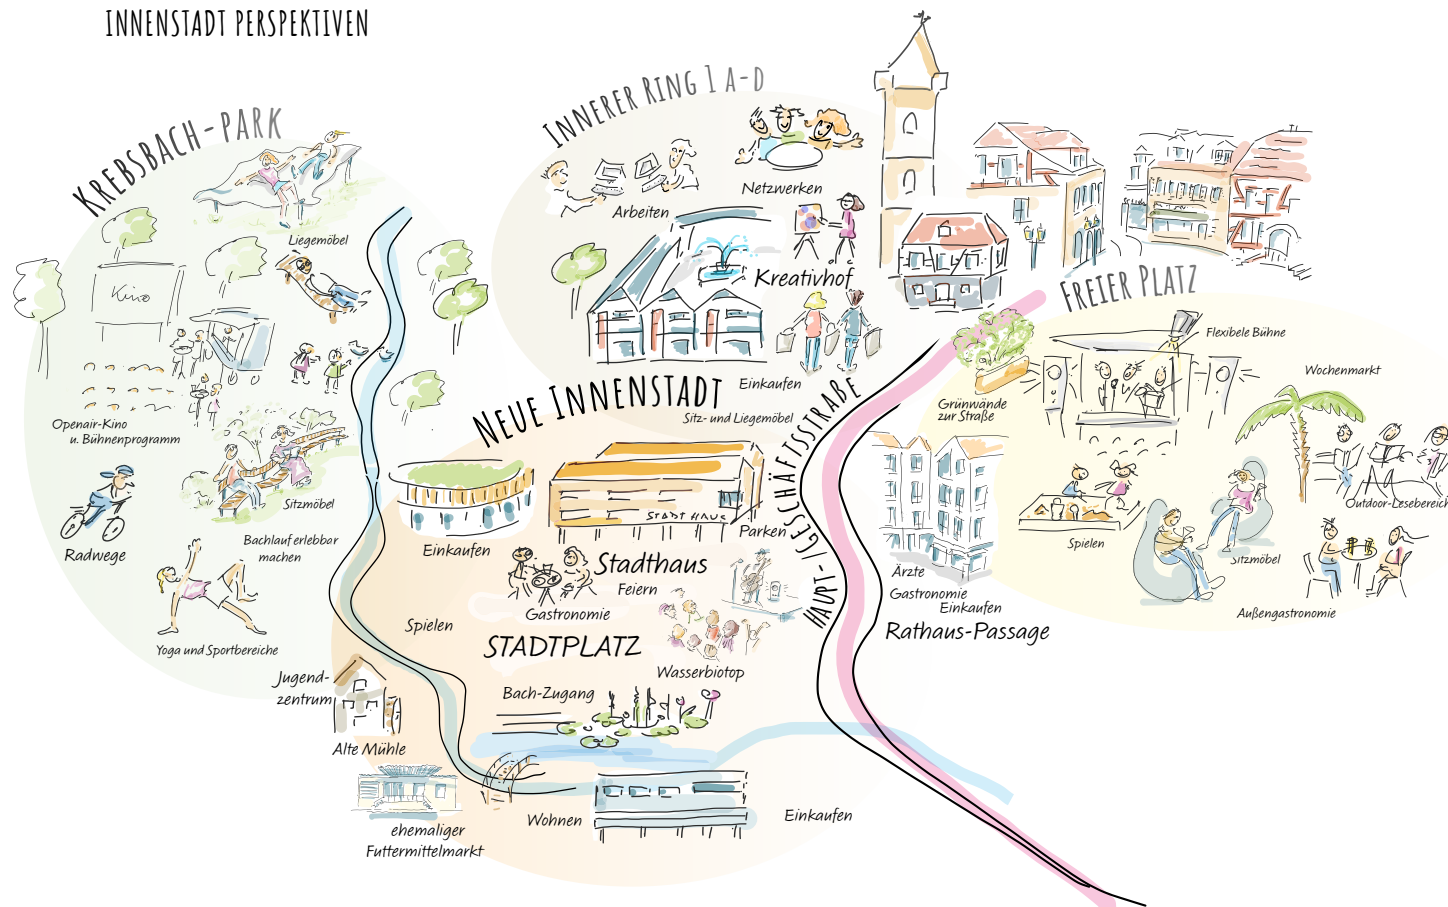 INNENSTADT PERSPEKTIVEN
KREBSBACH-PARK
Liegemöbel
Kino
Openair-Kino
u. Bühnenprogramm
Sitzmöbel
Radwege
Bachlauf erlebbar
machen
Yoga und Sportbereiche
INNERER RING 1 A-D
Netzwerken
Arbeiten
Kreativhof
Einkaufen
NEUE INNENSTADT
Sitz- und Liegemöbel
STADTHAUS
Einkaufen
Parken
Stadthaus
Feiern
Gastronomie
Spielen
STADTPLATZ
Wasserbiotop
Bach-Zugang
Jugend-
zentrum
Alte Mühle
ehemaliger
Futtermittelmarkt
Wohnen
Einkaufen
HAUPT-/GESCHÄFTSSTRAßE
FREIER PLATZ
Flexibele Bühne
Wochenmarkt
Grünwände
zur Straße
Outdoor-Lesebereich
Spielen
Sitzmöbel
Außengastronomie
Ärzte
Gastronomie
Einkaufen
Rathaus-Passage